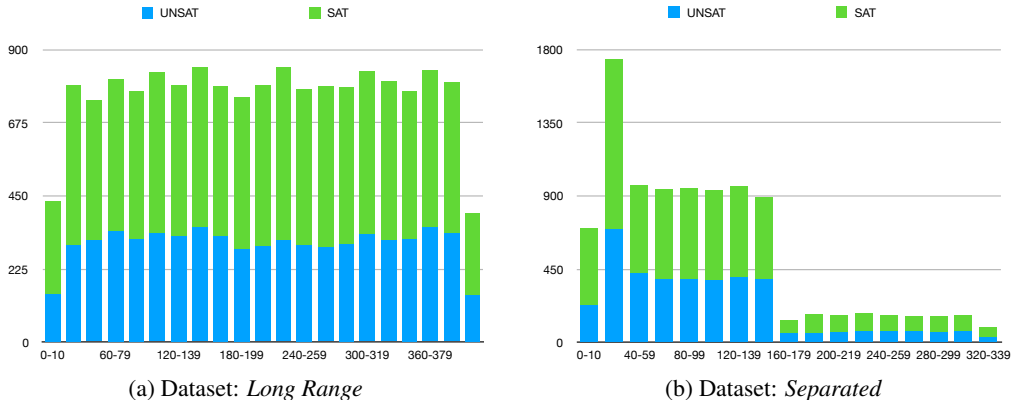 UNSAT SAT
900
675
450
225
0
0-10 60-79 120-139 180-199 240-259 300-319 360-379
(a) Dataset: Long Range
UNSAT SAT
1800
1350
900
450
0
0-10 40-59 80-99 120-139 160-179 200-219 240-259 280-299 320-339
(b) Dataset: Separated